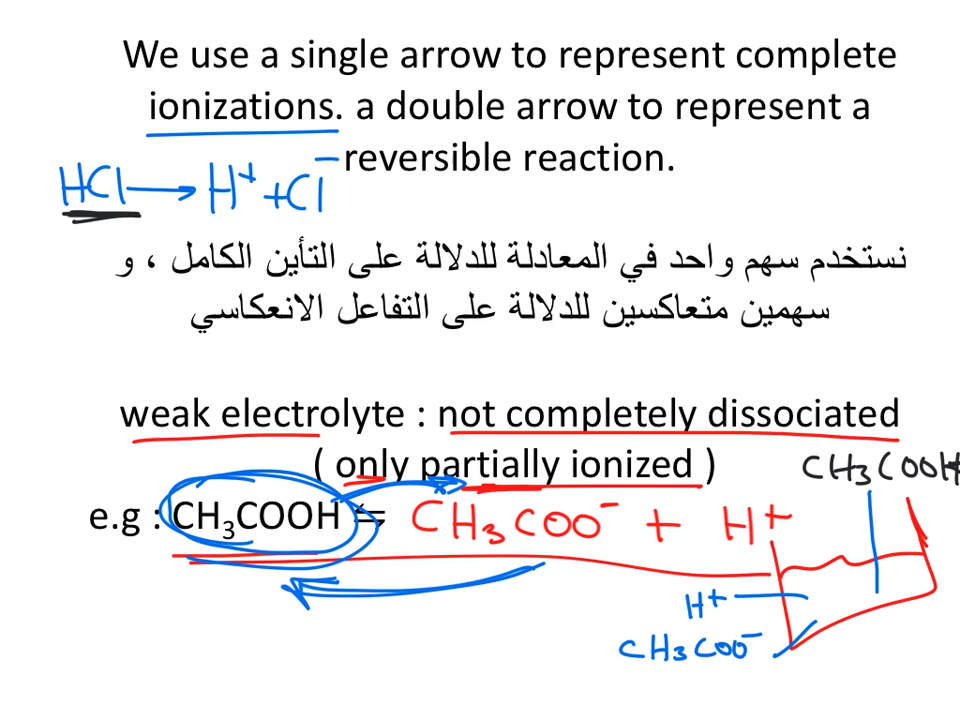 We use a single arrow to represent complete
ionizations. a double arrow to represent a
reversible reaction.
HCl → H⁺ + Cl⁻
نستخدم سهم واحد في المعادلة للدلالة على التأين الكامل ، و
سهمين متعاكسين للدلالة على التفاعل الانعكاسي
weak electrolyte : not completely dissociated
( only partially ionized )
CH₃COOH
e.g : CH₃COOH ⇋ CH₃COO⁻ + H⁺
H⁺
CH₃COO⁻